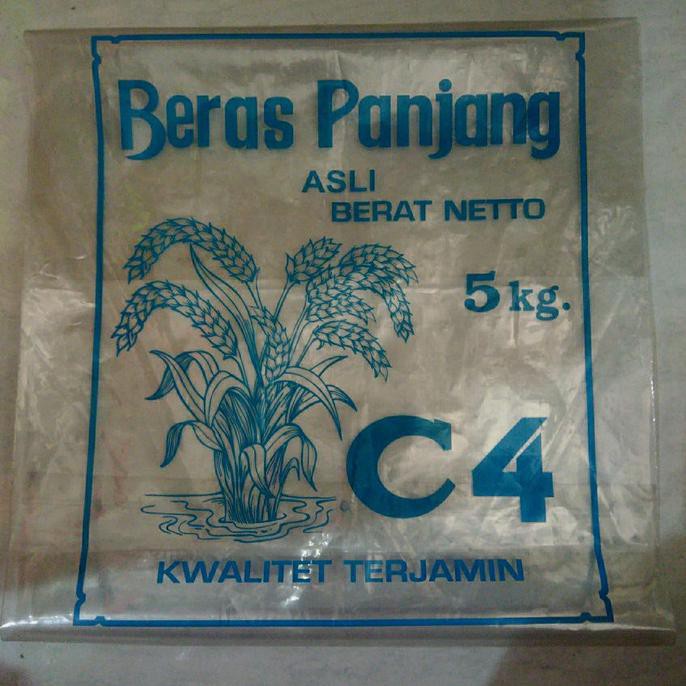 Beras Panjang
ASLI
BERAT NETTO
5 kg.
C4
KWALITET TERJAMIN